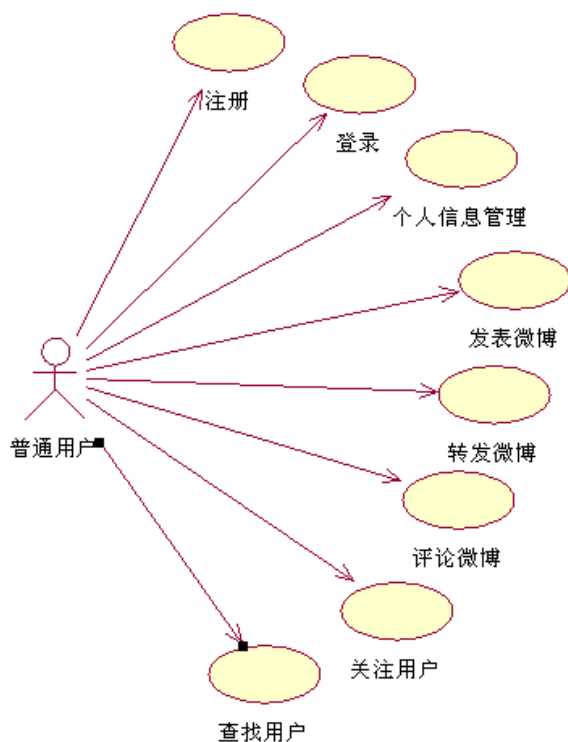 注册
登录
个人信息管理
发表微博
普通用户
转发微博
评论微博
关注用户
查找用户